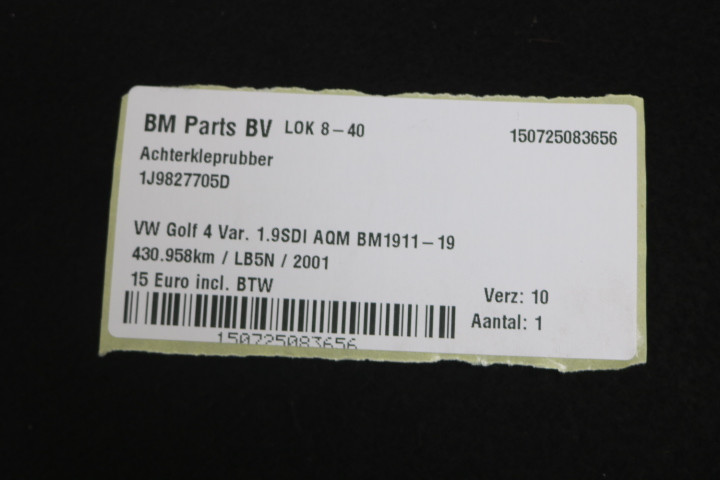 BM Parts BV LOK 8-40 150725083656
Achterkleprubber
1J9827705D
VW Golf 4 Var. 1.9SDI AQM BM1911-19
430.958km / LB5N / 2001
15 Euro incl. BTW
Verz: 10
Aantal: 1
150725083656